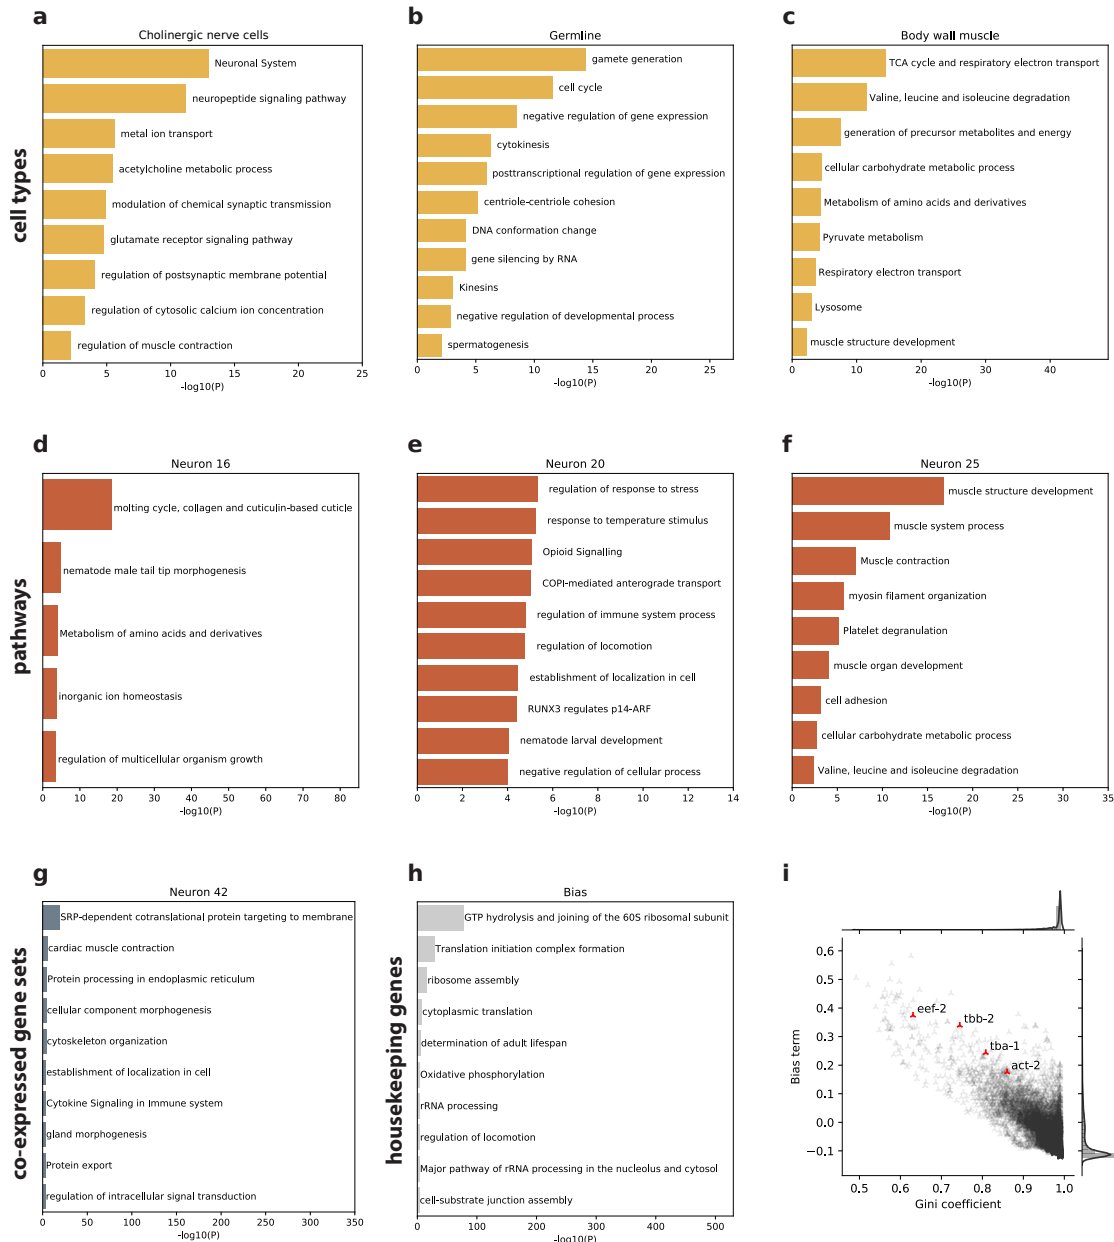 a
Cholinergic nerve cells
Neuronal System
neuropeptide signaling pathway
metal ion transport
acetylcholine metabolic process
modulation of chemical synaptic transmission
glutamate receptor signaling pathway
regulation of postsynaptic membrane potential
regulation of cytosolic calcium ion concentration
regulation of muscle contraction
0 5 10 15 20 25
-log10(P)
b
Germline
gamete generation
cell cycle
negative regulation of gene expression
cytokinesis
posttranscriptional regulation of gene expression
centriole-centriole cohesion
DNA conformation change
gene silencing by RNA
Kinesins
negative regulation of developmental process
spermatogenesis
0 5 10 15 20 25
-log10(P)
c
Body wall muscle
TCA cycle and respiratory electron transport
Valine, leucine and isoleucine degradation
generation of precursor metabolites and energy
cellular carbohydrate metabolic process
Metabolism of amino acids and derivatives
Pyruvate metabolism
Respiratory electron transport
Lysosome
muscle structure development
0 10 20 30 40
-log10(P)
cell types
d
Neuron 16
molting cycle, collagen and cuticulin-based cuticle
nematode male tail tip morphogenesis
Metabolism of amino acids and derivatives
inorganic ion homeostasis
regulation of multicellular organism growth
0 10 20 30 40 50 60 70 80
-log10(P)
e
Neuron 20
regulation of response to stress
response to temperature stimulus
Opioid Signalling
COPI-mediated anterograde transport
regulation of immune system process
regulation of locomotion
establishment of localization in cell
RUNX3 regulates p14-ARF
nematode larval development
negative regulation of cellular process
0 2 4 6 8 10 12 14
-log10(P)
f
Neuron 25
muscle structure development
muscle system process
Muscle contraction
myosin filament organization
Platelet degranulation
muscle organ development
cell adhesion
cellular carbohydrate metabolic process
Valine, leucine and isoleucine degradation
0 5 10 15 20 25 30 35
-log10(P)
pathways
g
Neuron 42
SRP-dependent cotranslational protein targeting to membrane
cardiac muscle contraction
Protein processing in endoplasmic reticulum
cellular component morphogenesis
cytoskeleton organization
establishment of localization in cell
Cytokine Signaling in Immune system
gland morphogenesis
Protein export
regulation of intracellular signal transduction
0 50 100 150 200 250 300 350
-log10(P)
co-expressed gene sets
h
Bias
GTP hydrolysis and joining of the 60S ribosomal subunit
Translation initiation complex formation
ribosome assembly
cytoplasmic translation
determination of adult lifespan
Oxidative phosphorylation
rRNA processing
regulation of locomotion
Major pathway of rRNA processing in the nucleolus and cytosol
cell-substrate junction assembly
0 100 200 300 400 500
-log10(P)
housekeeping genes
i
0.6
0.5
0.4
0.3
0.2
0.1
0.0
−0.1
Bias term
eef-2
tbb-2
tba-1
act-2
0.5 0.6 0.7 0.8 0.9 1.0
Gini coefficient